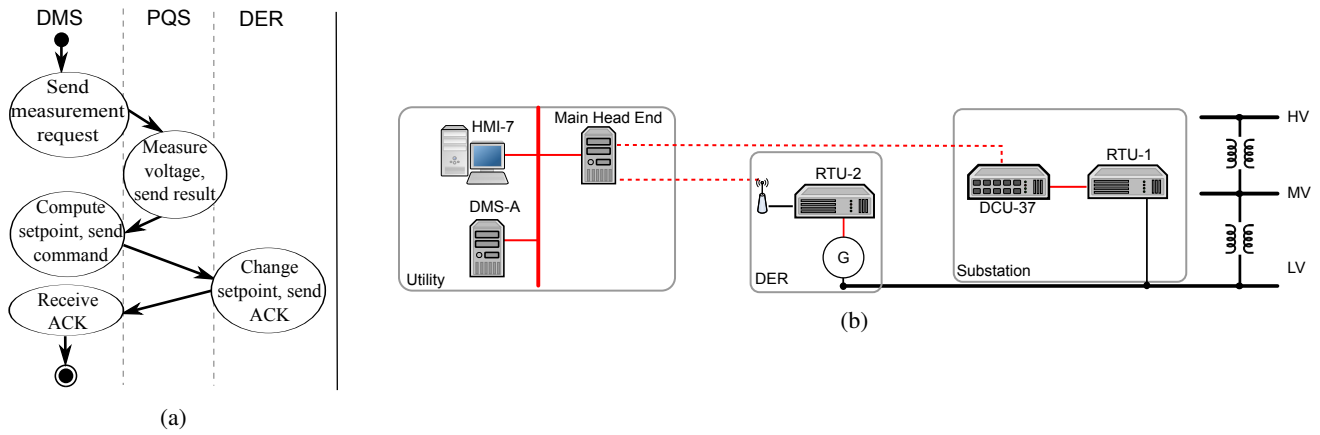 DMS PQS DER
Send
measurement
request
Measure
voltage,
send result
Compute
setpoint, send
command
Change
setpoint, send
ACK
Receive
ACK
(a)
HMI-7
Main Head End
DMS-A
Utility
RTU-2
G
DER
DCU-37
RTU-1
Substation
HV
MV
LV
(b)